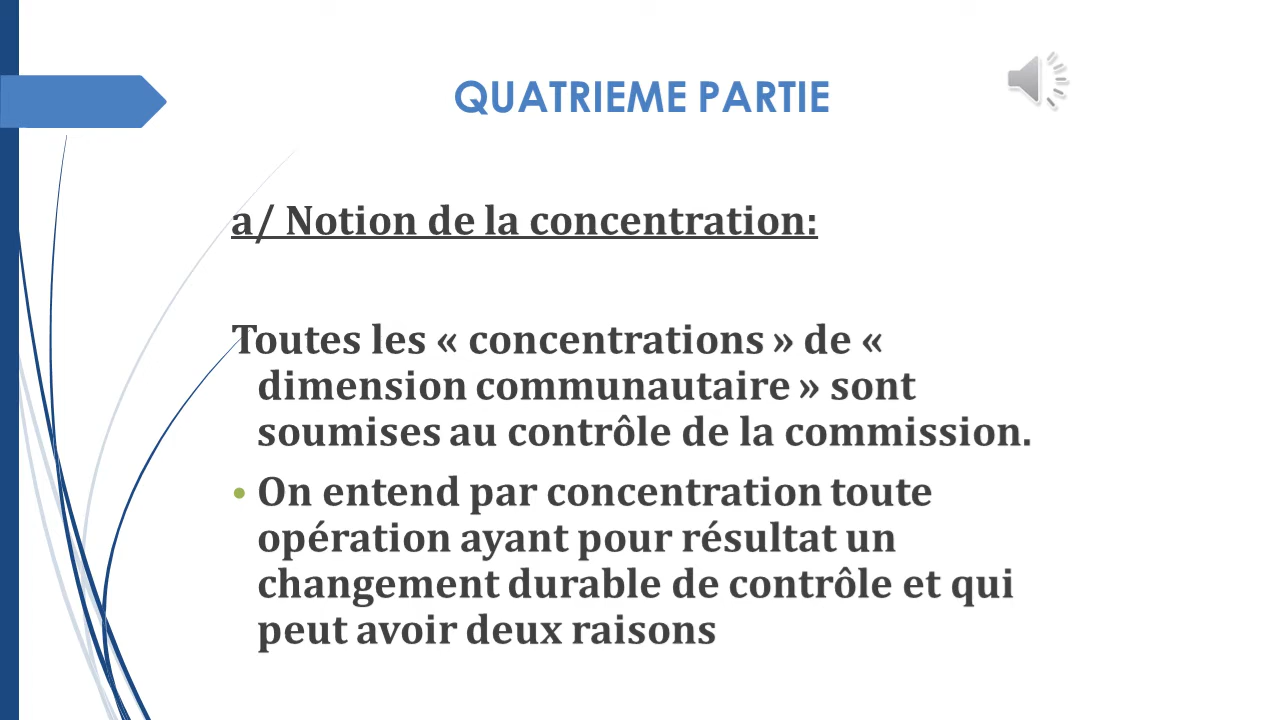 QUATRIEME PARTIE
a/ Notion de la concentration:
Toutes les « concentrations » de «
dimension communautaire » sont
soumises au contrôle de la commission.
• On entend par concentration toute
opération ayant pour résultat un
changement durable de contrôle et qui
peut avoir deux raisons